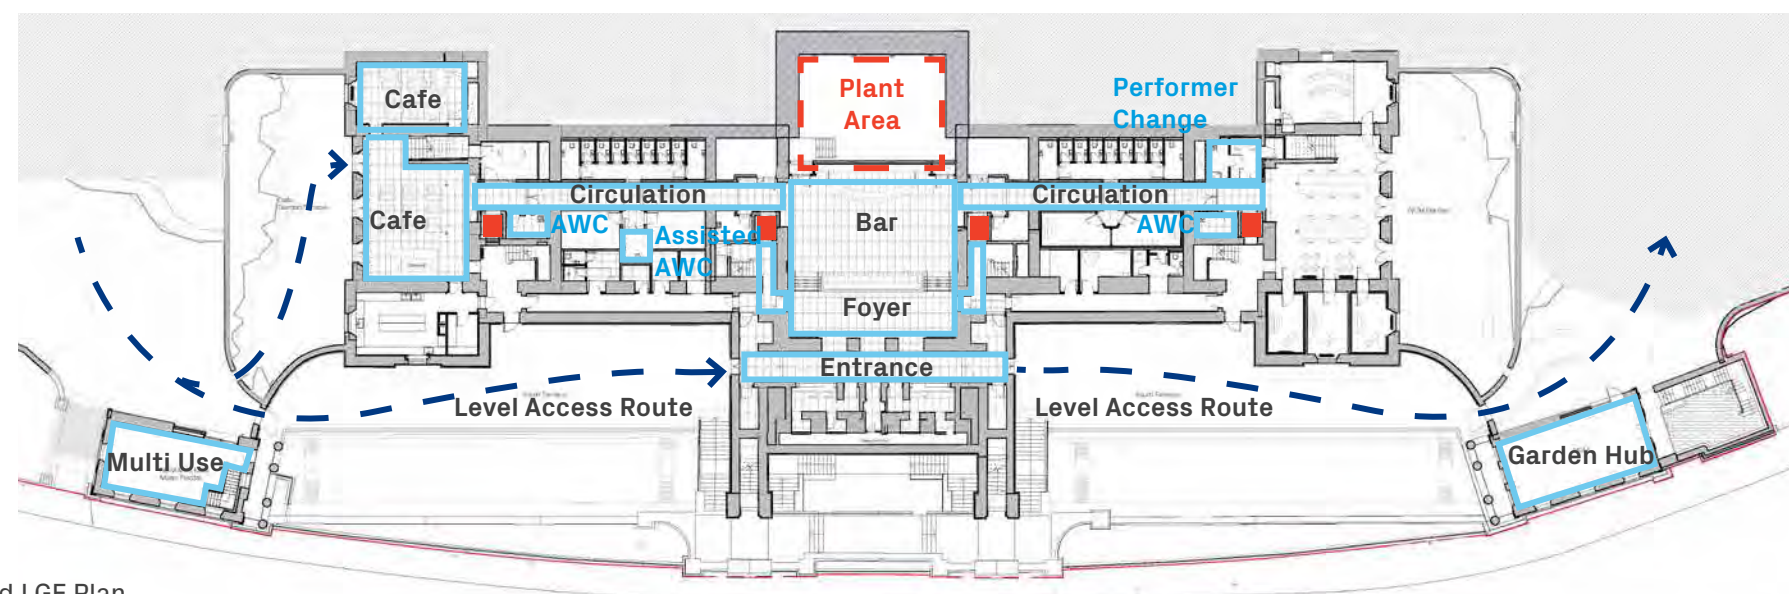 Cafe
Plant
Area
Performer
Change
Circulation
Circulation
Cafe
AWC
Assisted
AWC
Bar
AWC
Foyer
Entrance
Level Access Route
Level Access Route
Multi Use
Garden Hub
LGF Plan